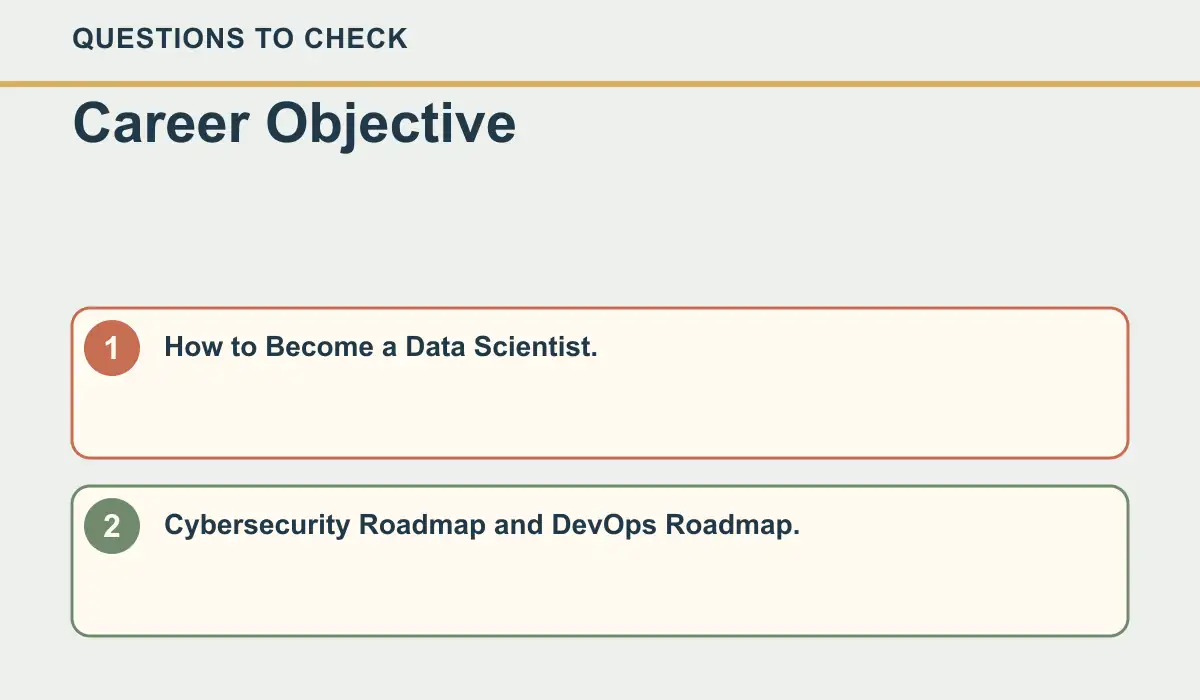 QUESTIONS TO CHECK
Career Objective
1 How to Become a Data Scientist.
2 Cybersecurity Roadmap and DevOps Roadmap.